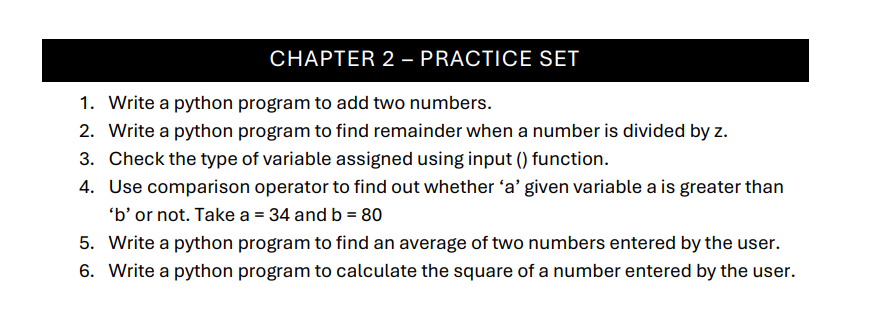 CHAPTER 2 – PRACTICE SET
1. Write a python program to add two numbers.
2. Write a python program to find remainder when a number is divided by z.
3. Check the type of variable assigned using input () function.
4. Use comparison operator to find out whether ‘a’ given variable a is greater than
‘b’ or not. Take a = 34 and b = 80
5. Write a python program to find an average of two numbers entered by the user.
6. Write a python program to calculate the square of a number entered by the user.